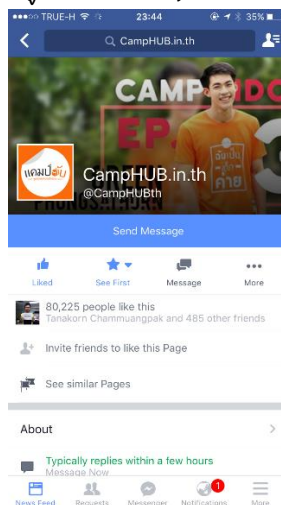 TRUE-H 23:44 35%
CampHUB.in.th
CAMP
EP.
3
แคมป์ฮับ
CampHUB.in.th
@CampHUBth
Send Message
Liked See First Message More
80,225 people like this
Tanakorn Chammuangpak and 485 other friends
Invite friends to like this Page
See similar Pages
About
Typically replies within a few hours
Message Now
1
News Feed Requests Messenger Notifications More